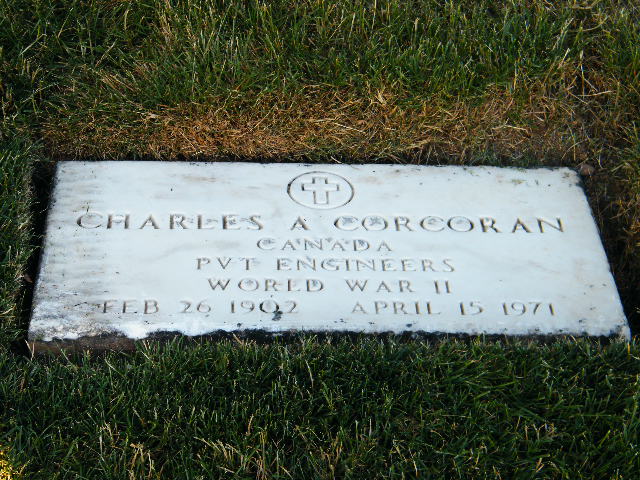 CHARLES A CORCORAN
CANADA
PVT ENGINEERS
WORLD WAR II
FEB 26 1902 APRIL 15 1971